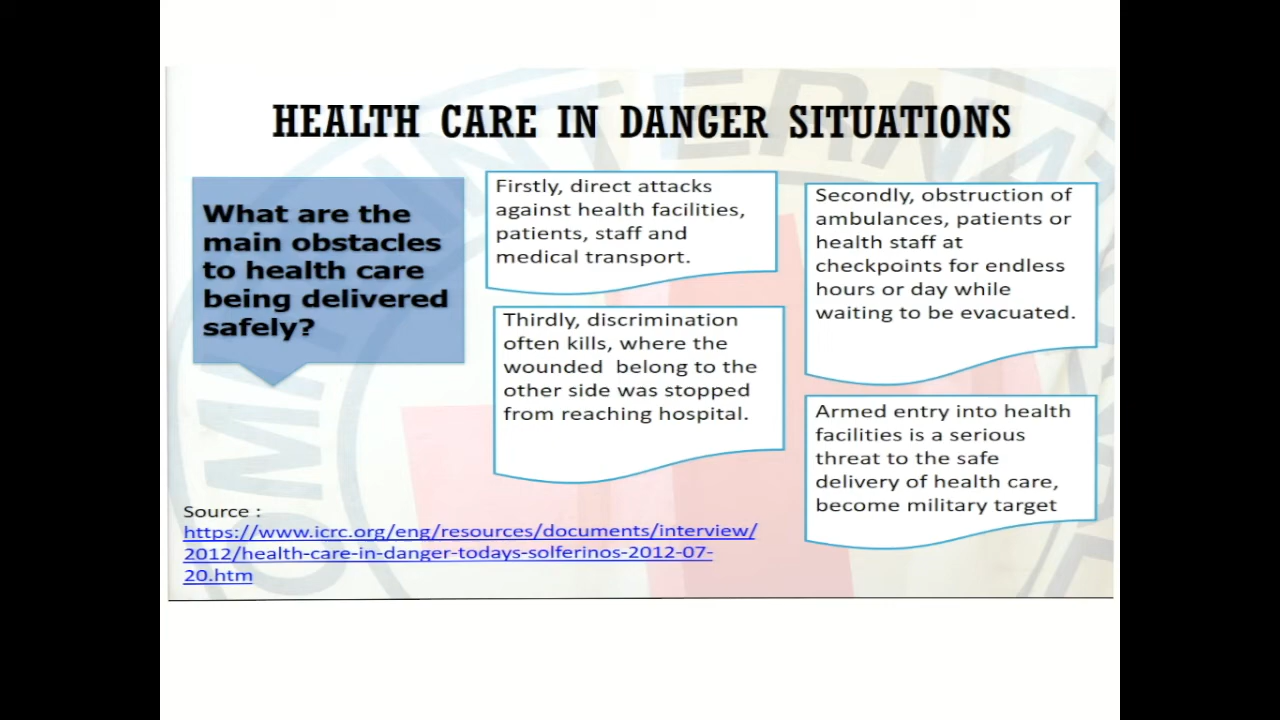 HEALTH CARE IN DANGER SITUATIONS
What are the
main obstacles
to health care
being delivered
safely?
Firstly, direct attacks
against health facilities,
patients, staff and
medical transport.
Secondly, obstruction of
ambulances, patients or
health staff at
checkpoints for endless
hours or day while
waiting to be evacuated.
Thirdly, discrimination
often kills, where the
wounded belong to the
other side was stopped
from reaching hospital.
Armed entry into health
facilities is a serious
threat to the safe
delivery of health care,
become military target
Source :
https://www.icrc.org/eng/resources/documents/interview/
2012/health-care-in-danger-todays-solferinos-2012-07-
20.htm